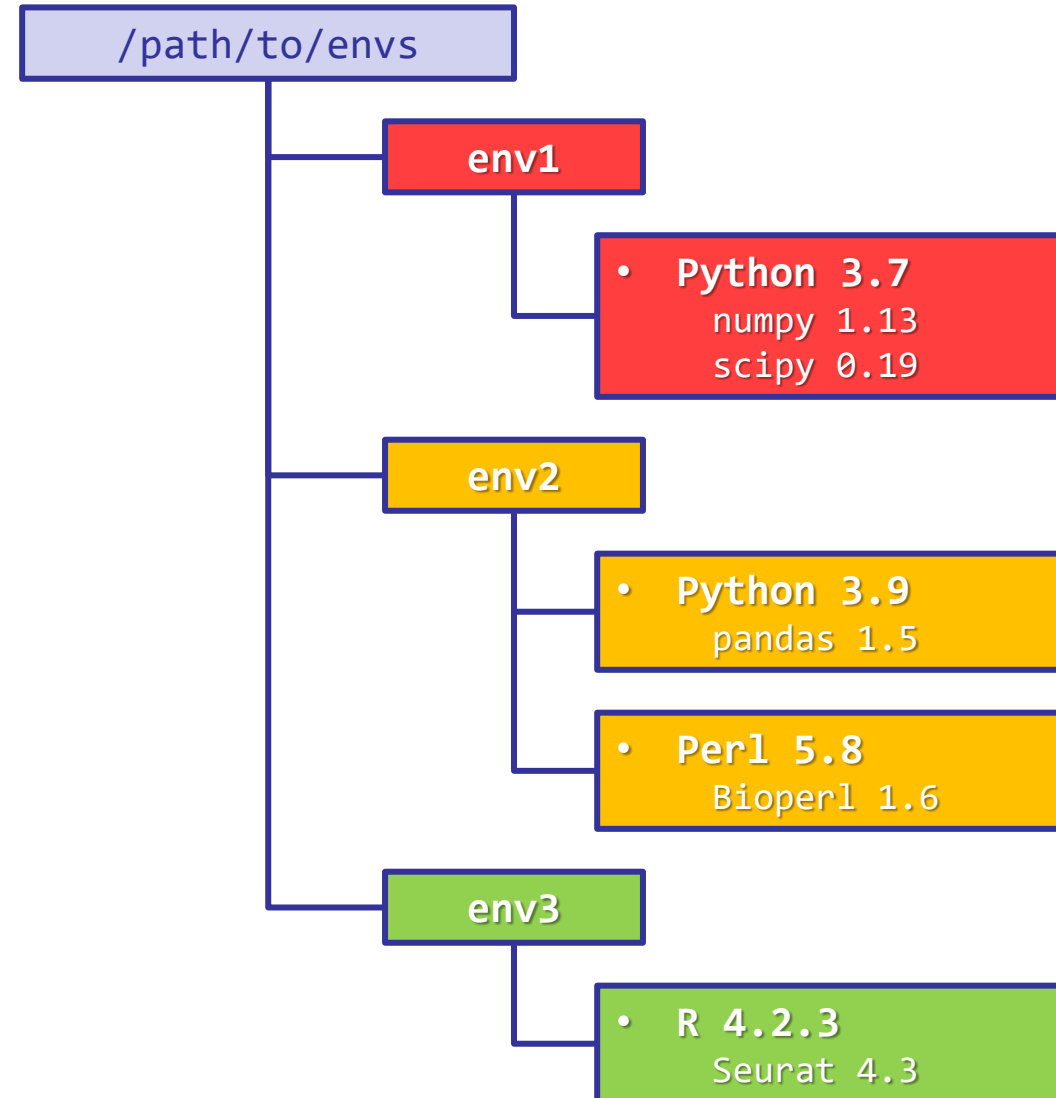 /path/to/envs
env1
• Python 3.7
numpy 1.13
scipy 0.19
env2
• Python 3.9
pandas 1.5
• Perl 5.8
Bioperl 1.6
env3
• R 4.2.3
Seurat 4.3